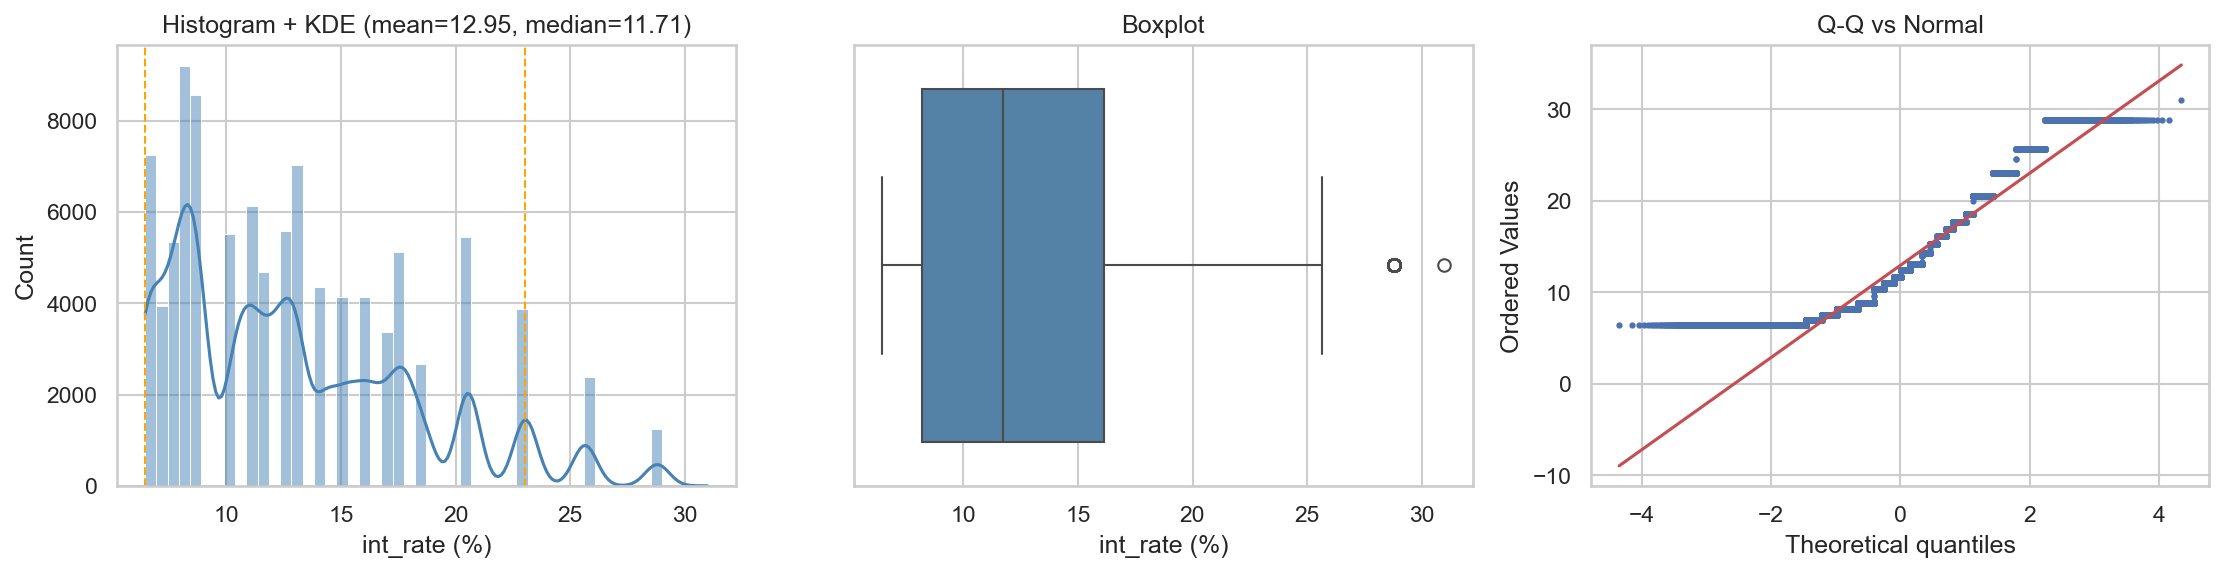 Histogram + KDE (mean=12.95, median=11.71)
Count
8000
6000
4000
2000
0
10 15 20 25 30
int_rate (%)
Boxplot
10 15 20 25 30
int_rate (%)
Q-Q vs Normal
Ordered Values
30
20
10
0
−10
−4 −2 0 2 4
Theoretical quantiles